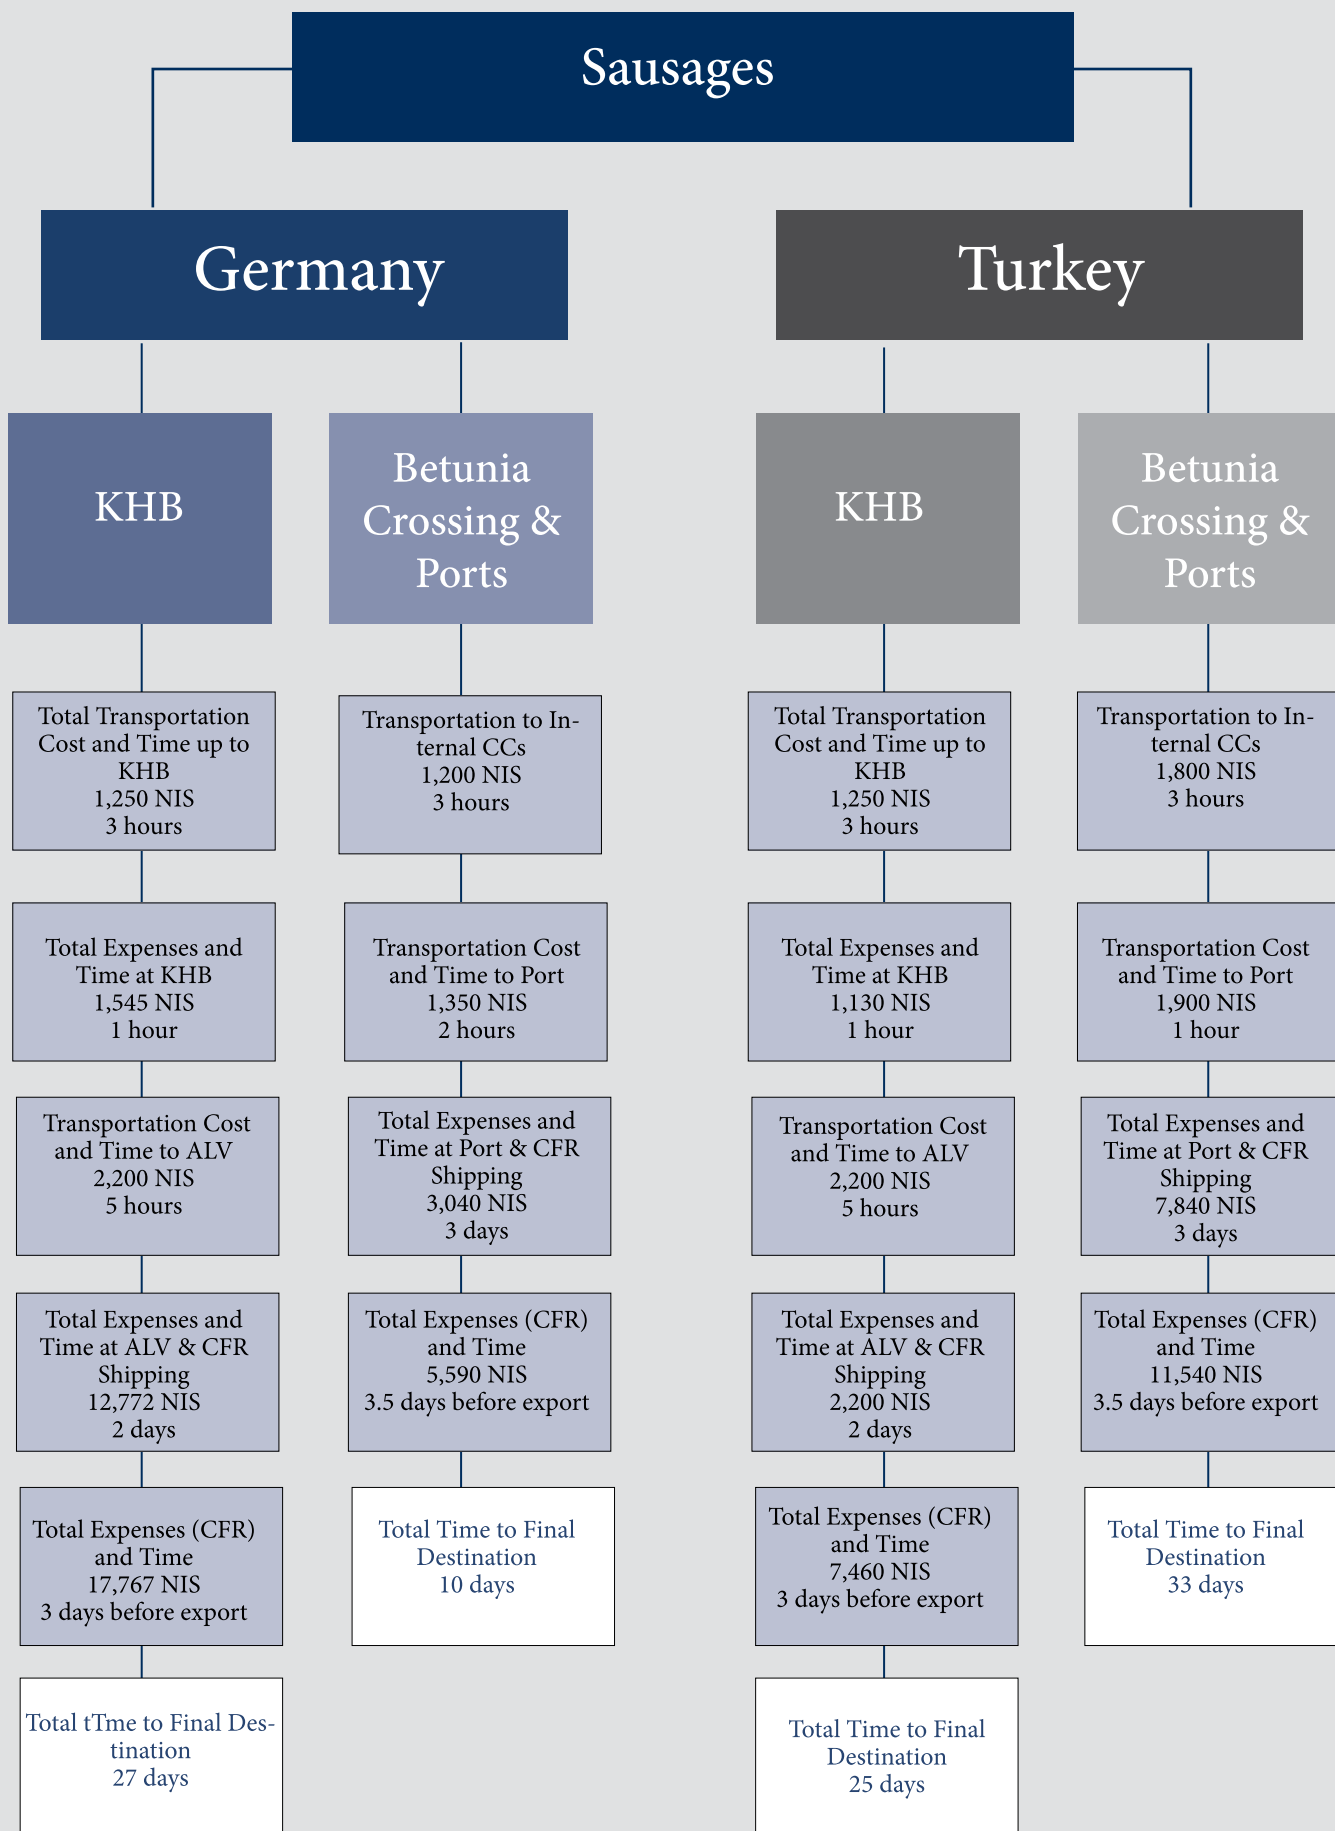 Sausages
Germany
Turkey
KHB
Betunia
Crossing &
Ports
KHB
Betunia
Crossing &
Ports
Total Transportation
Cost and Time up to
KHB
1,250 NIS
3 hours
Transportation to In-
ternal CCs
1,200 NIS
3 hours
Total Transportation
Cost and Time up to
KHB
1,250 NIS
3 hours
Transportation to In-
ternal CCs
1,800 NIS
3 hours
Total Expenses and
Time at KHB
1,545 NIS
1 hour
Transportation Cost
and Time to Port
1,350 NIS
2 hours
Total Expenses and
Time at KHB
1,130 NIS
1 hour
Transportation Cost
and Time to Port
1,900 NIS
1 hour
Transportation Cost
and Time to ALV
2,200 NIS
5 hours
Total Expenses and
Time at Port & CFR
Shipping
3,040 NIS
3 days
Transportation Cost
and Time to ALV
2,200 NIS
5 hours
Total Expenses and
Time at Port & CFR
Shipping
7,840 NIS
3 days
Total Expenses and
Time at ALV & CFR
Shipping
12,772 NIS
2 days
Total Expenses (CFR)
and Time
5,590 NIS
3.5 days before export
Total Expenses and
Time at ALV & CFR
Shipping
2,200 NIS
2 days
Total Expenses (CFR)
and Time
11,540 NIS
3.5 days before export
Total Expenses (CFR)
and Time
17,767 NIS
3 days before export
Total Time to Final
Destination
10 days
Total Expenses (CFR)
and Time
7,460 NIS
3 days before export
Total Time to Final
Destination
33 days
Total tTme to Final Des-
tination
27 days
Total Time to Final
Destination
25 days